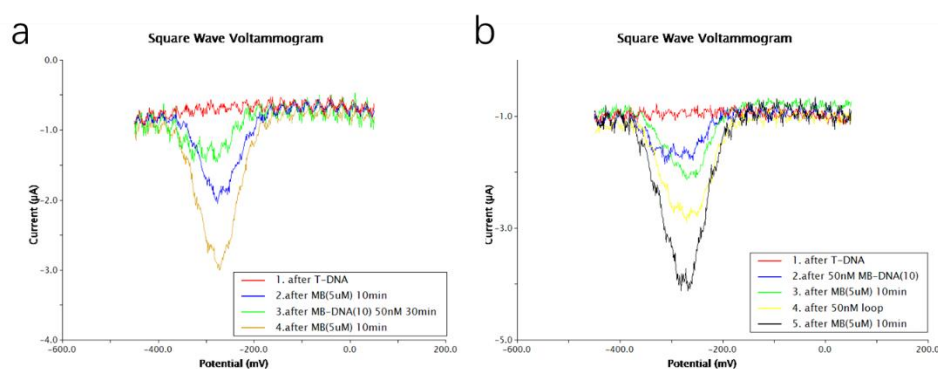 a
Square Wave Voltammogram
0.0
-1.0
-2.0
-3.0
-4.0
Current (µA)
-600.0
-400.0
-200.0
0.0
200.0
Potential (mV)
1. after T-DNA
2.after MB(5uM) 10min
3.after MB-DNA(10) 50nM 30min
4.after MB(5uM) 10min
b
Square Wave Voltammogram
-1.0
-2.0
-3.0
-4.0
-5.0
Current (µA)
-600.0
-400.0
-200.0
0.0
200.0
Potential (mV)
1. after T-DNA
2.after 50nM MB-DNA(10)
3. after MB(5uM) 10min
4. after 50nM loop
5. after MB(5uM) 10min